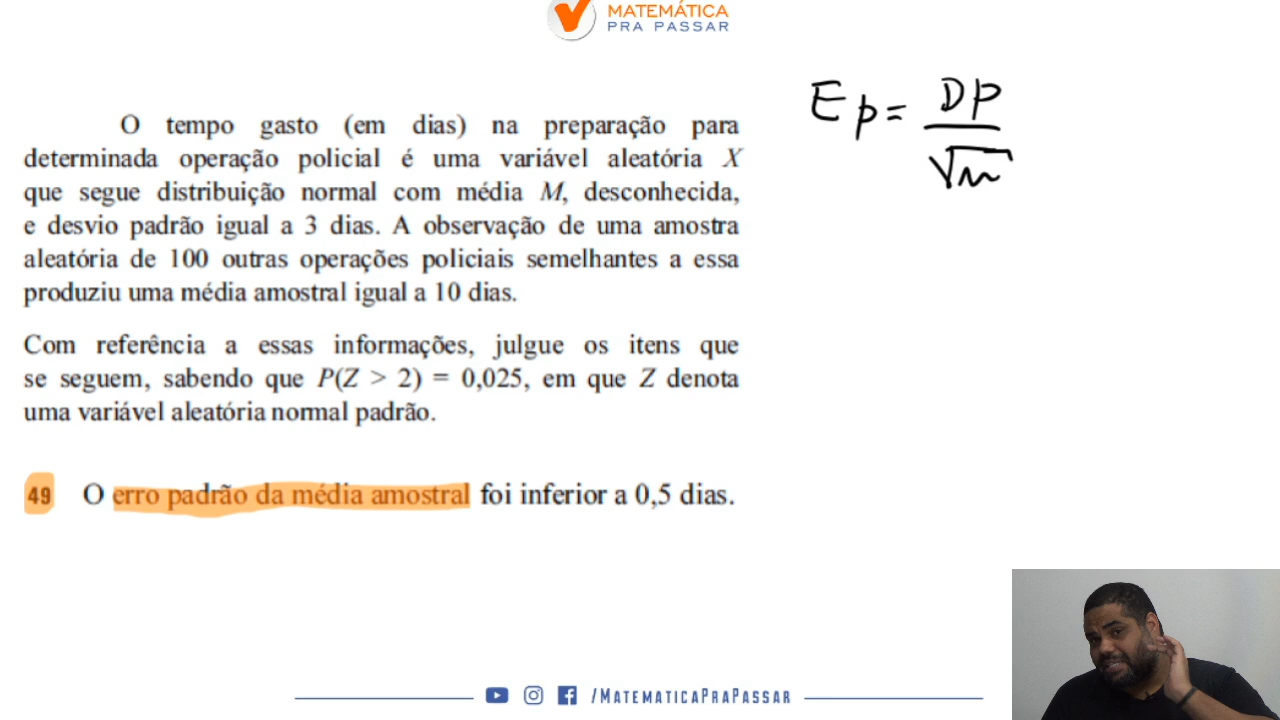 MATEMÁTICA
PRA PASSAR
O tempo gasto (em dias) na preparação para
determinada operação policial é uma variável aleatória X
que segue distribuição normal com média M, desconhecida,
e desvio padrão igual a 3 dias. A observação de uma amostra
aleatória de 100 outras operações policiais semelhantes a essa
produziu uma média amostral igual a 10 dias.
Com referência a essas informações, julgue os itens que
se seguem, sabendo que P(Z > 2) = 0,025, em que Z denota
uma variável aleatória normal padrão.
49 O erro padrão da média amostral foi inferior a 0,5 dias.
Ep = DP / √n
/MATEMATICAPRAPASSAR